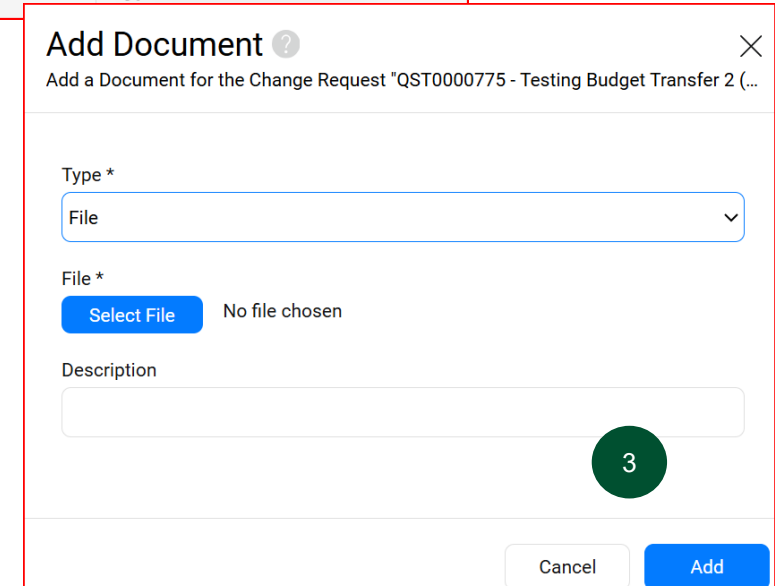 Add Document ?
Add a Document for the Change Request "QST0000775 - Testing Budget Transfer 2 (...
Type *
File
File *
Select File No file chosen
Description
3
Cancel Add